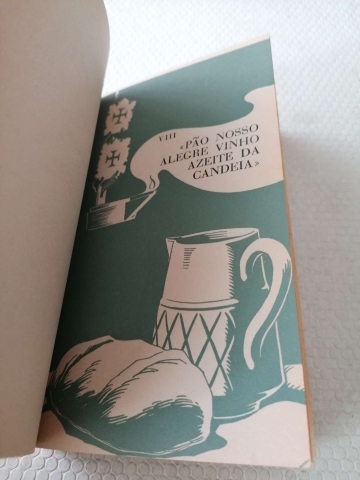 VIII
«PÃO NOSSO
ALEGRE VINHO
AZEITE DA
CANDEIA»